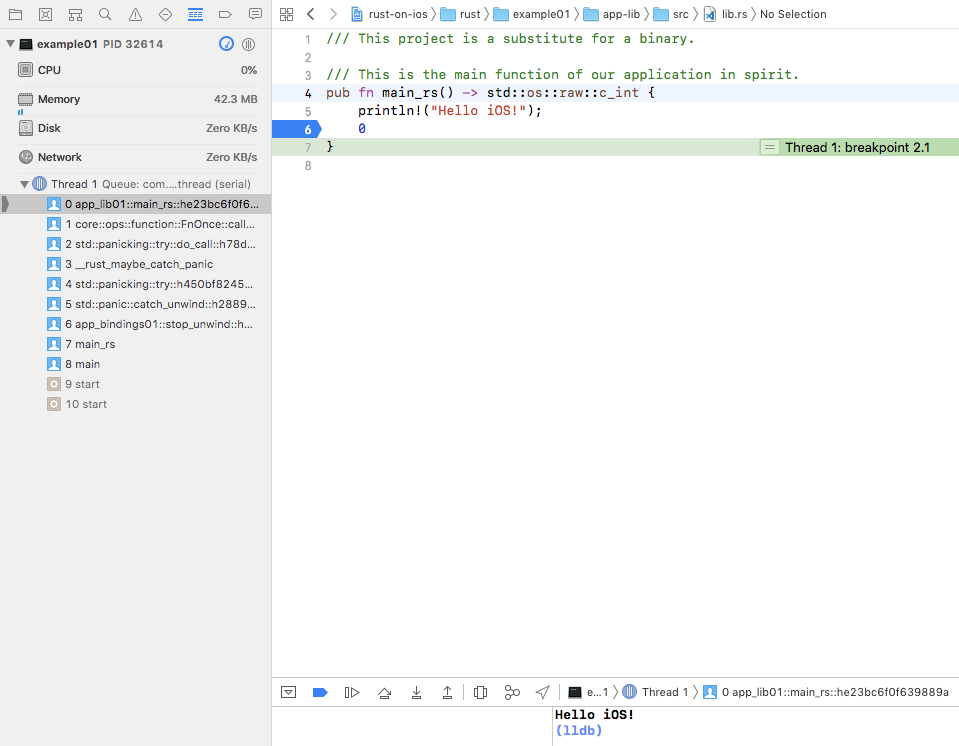 rust-on-ios rust example01 app-lib src lib.rs No Selection
example01 PID 32614
CPU 0%
Memory 42.3 MB
Disk Zero KB/s
Network Zero KB/s
Thread 1 Queue: com....thread (serial)
0 app_lib01::main_rs::he23bc6f0f6...
1 core::ops::function::FnOnce::call...
2 std::panicking::try::do_call::h78d...
3 __rust_maybe_catch_panic
4 std::panicking::try::h450bf8245...
5 std::panic::catch_unwind::h2889...
6 app_bindings01::stop_unwind::h...
7 main_rs
8 main
9 start
10 start
1 /// This project is a substitute for a binary.
2
3 /// This is the main function of our application in spirit.
4 pub fn main_rs() -> std::os::raw::c_int {
5 println!("Hello iOS!");
6 0
7 } Thread 1: breakpoint 2.1
8
e...1 Thread 1 0 app_lib01::main_rs::he23bc6f0f639889a
Hello iOS!
(lldb)